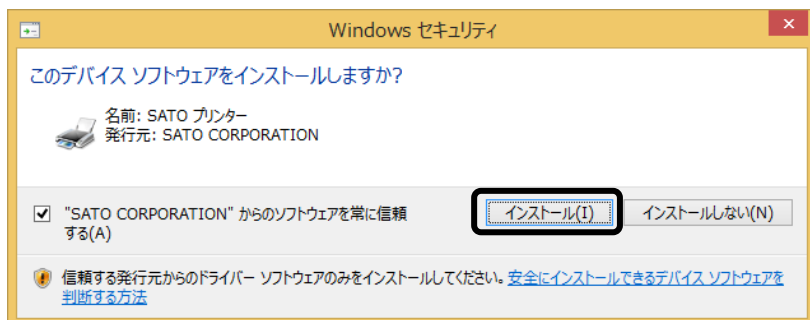 Windows セキュリティ
このデバイス ソフトウェアをインストールしますか?
名前: SATO プリンター
発行元: SATO CORPORATION
"SATO CORPORATION" からのソフトウェアを常に信頼
する(A)
インストール(I)
インストールしない(N)
信頼する発行元からのドライバー ソフトウェアのみをインストールしてください。安全にインストールできるデバイス ソフトウェアを
判断する方法